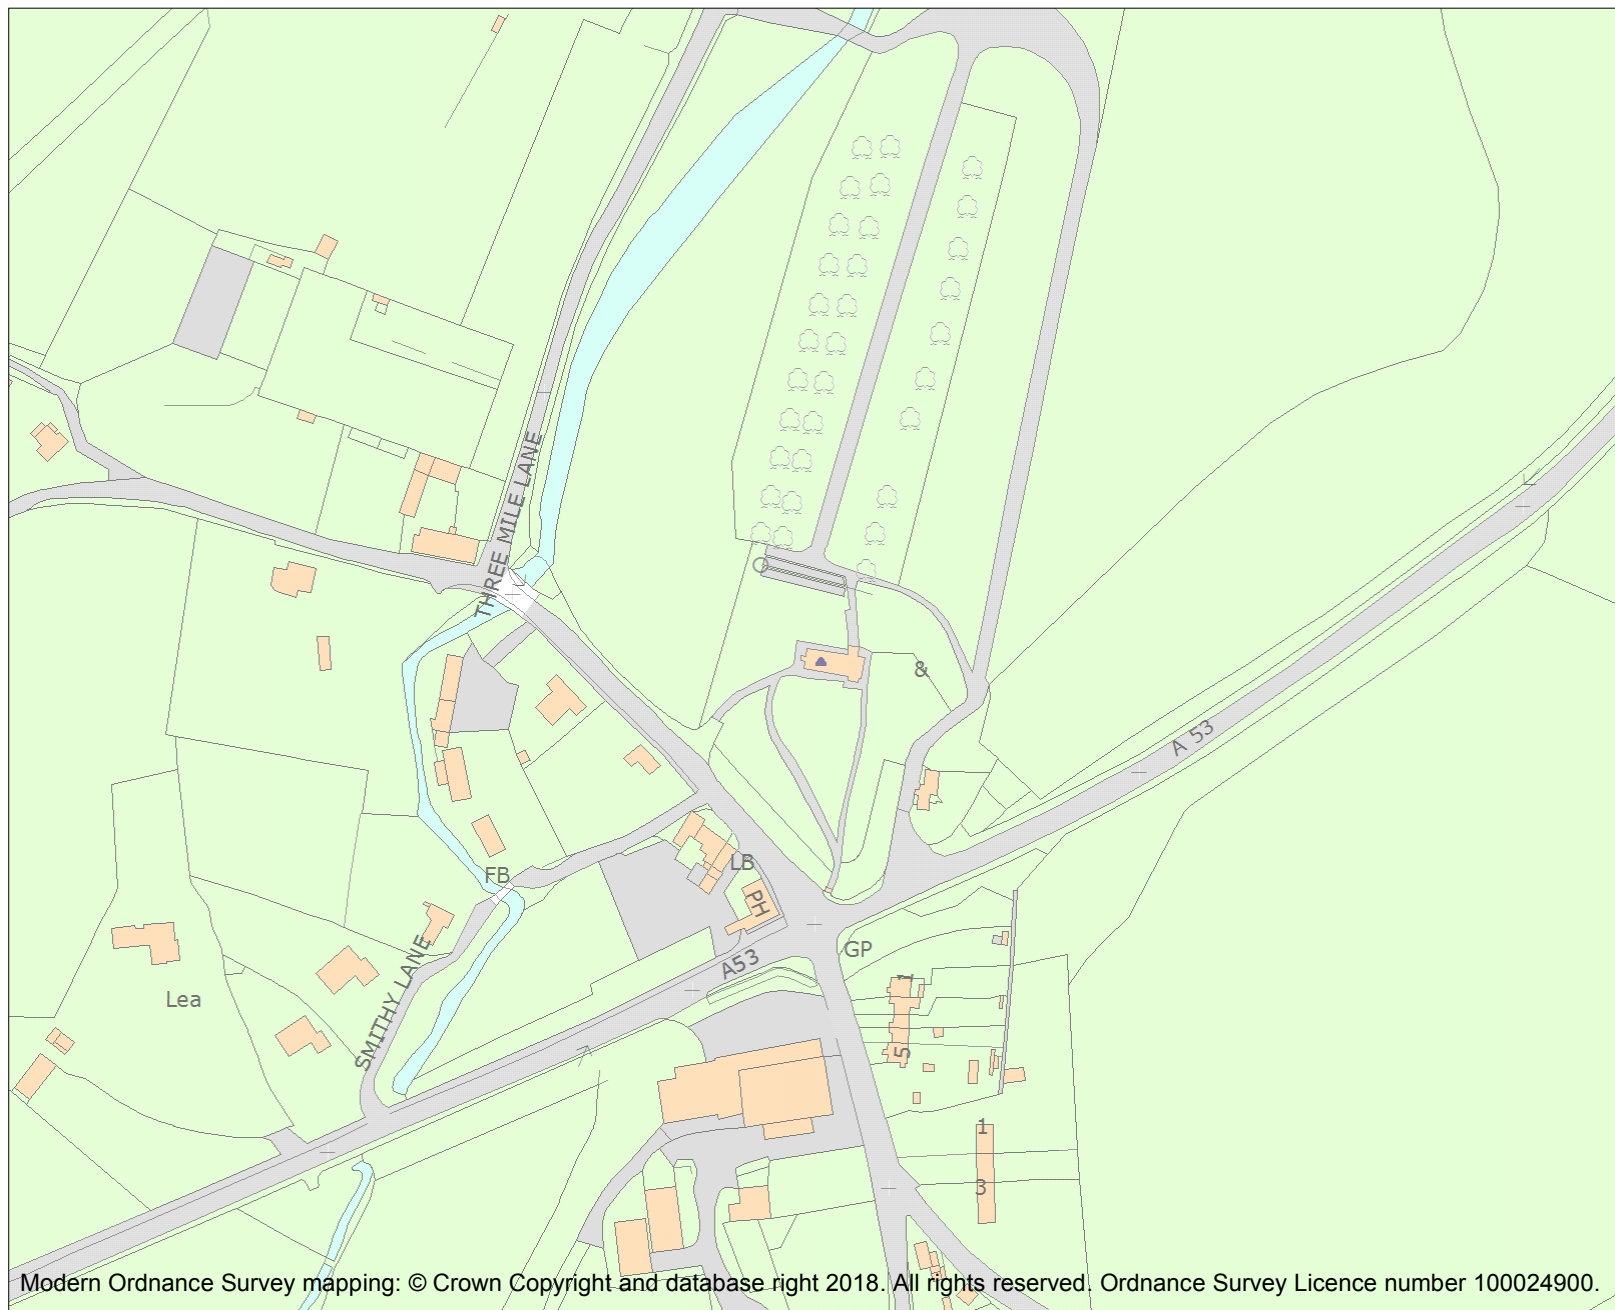 THREE MILE LANE
&
A 53
LB
FB
PH
GP
A53
1
SMITHY LANE
Lea
5
1
3
Modern Ordnance Survey mapping: © Crown Copyright and database right 2018. All rights reserved. Ordnance Survey Licence number 100024900.